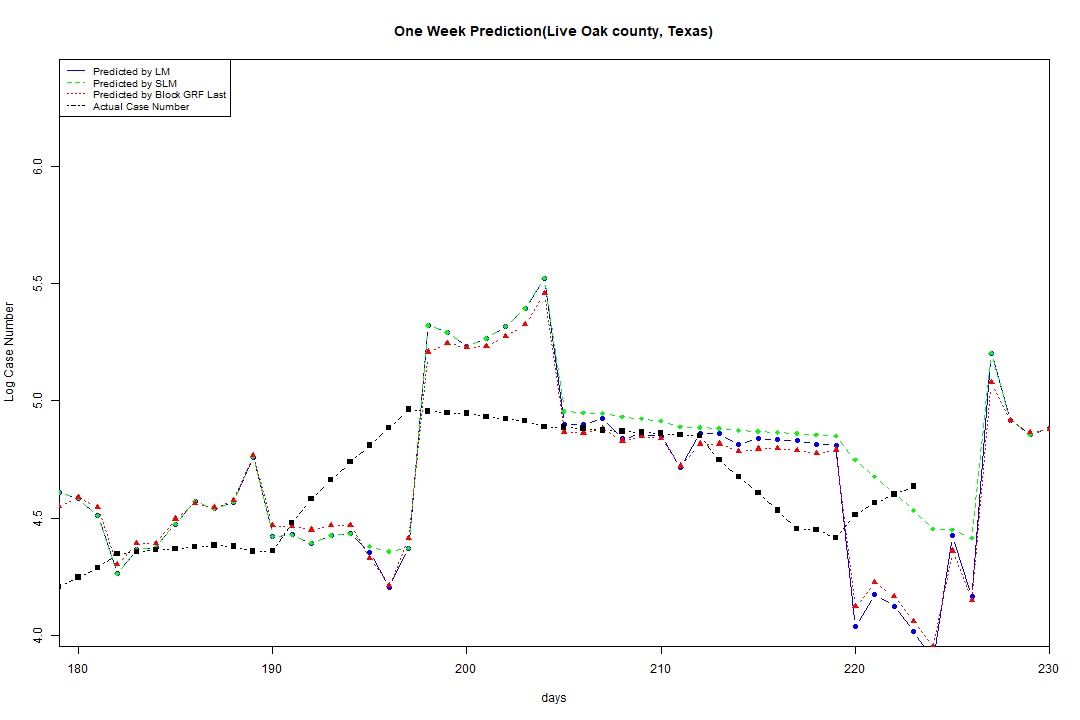 One Week Prediction(Live Oak county, Texas)
Predicted by LM
Predicted by SLM
Predicted by Block GRF Last
Actual Case Number
Log Case Number
6.0
5.5
5.0
4.5
4.0
180 190 200 210 220 230
days